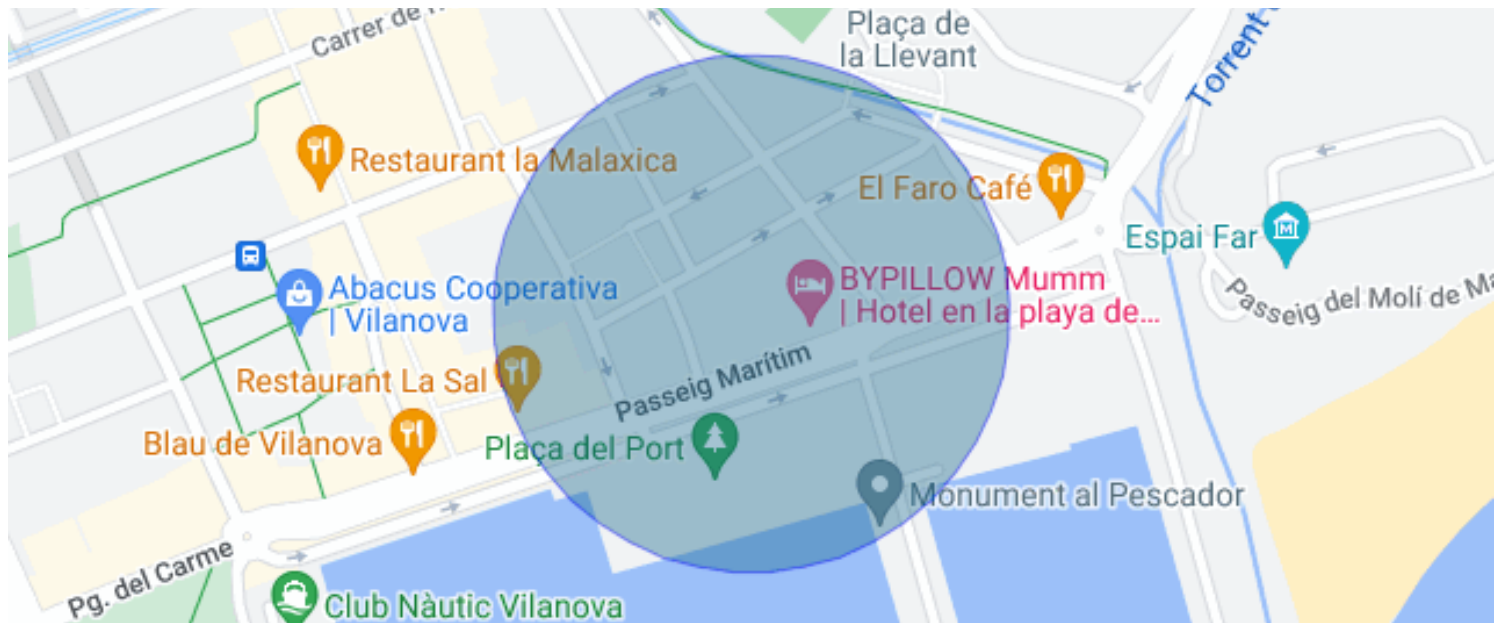 Carrer de
Plaça de
la Llevant
Torrent
Restaurant la Malaxica
El Faro Café
Espai Far
Abacus Cooperativa
| Vilanova
BYPILLOW Mumm
| Hotel en la playa de...
Passeig del Molí de Ma
Restaurant La Sal
Passeig Marítim
Blau de Vilanova
Plaça del Port
Monument al Pescador
Pg. del Carme
Club Nàutic Vilanova